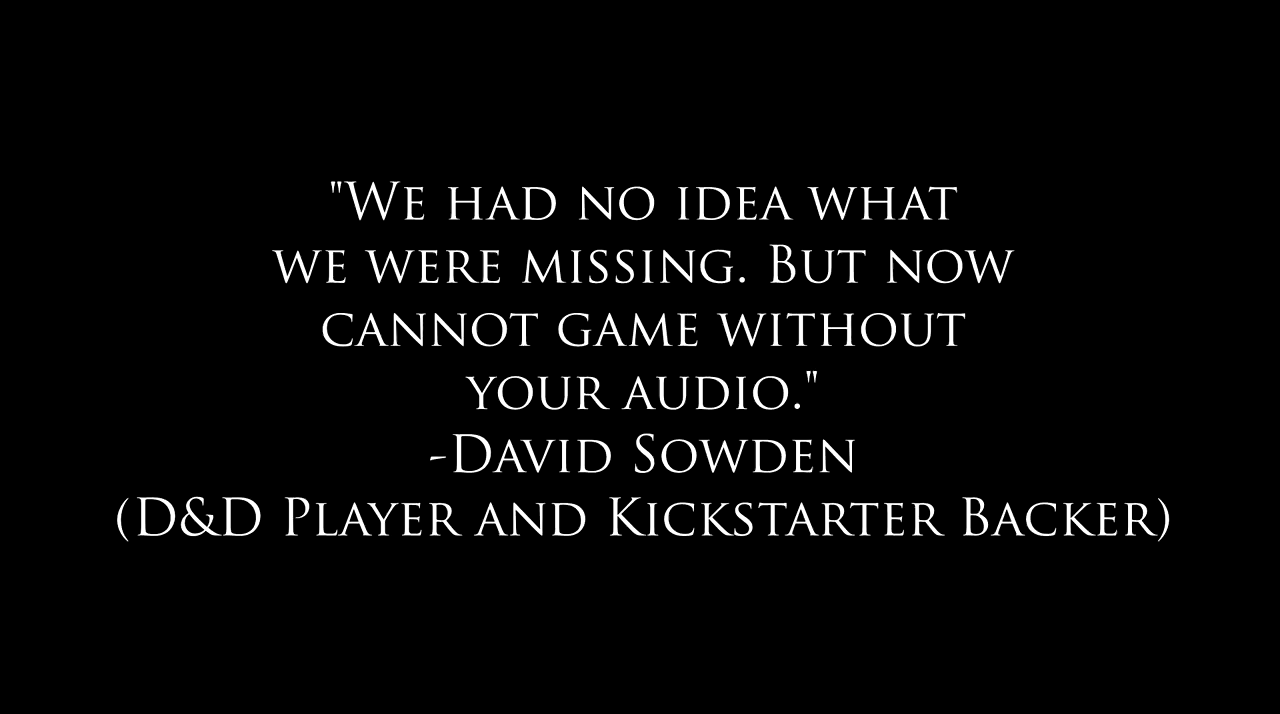 "We had no idea what
we were missing. But now
cannot game without
your audio."
-David Sowden
(D&D Player and Kickstarter Backer)